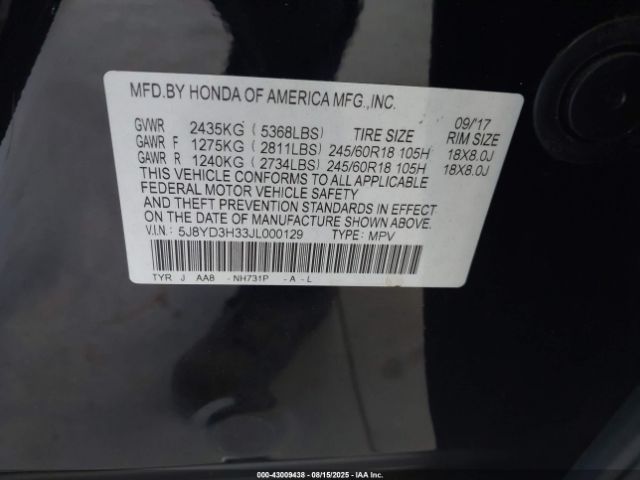 MFD.BY HONDA OF AMERICA MFG.,INC.
09/'17
GVWR 2435KG ( 5368LBS) TIRE SIZE RIM SIZE
GAWR F 1275KG ( 2811LBS) 245/60R18 105H 18X8.0J
GAWR R 1240KG ( 2734LBS) 245/60R18 105H 18X8.0J
THIS VEHICLE CONFORMS TO ALL APPLICABLE
FEDERAL MOTOR VEHICLE SAFETY
AND THEFT PREVENTION STANDARDS IN EFFECT
ON THE DATE OF MANUFACTURE SHOWN ABOVE.
V.I.N: 5J8YD3H33JL000129 TYPE: MPV
TYR J AA8 -NH731P -A -L
000-43009438 - 08/15/2025 - IAA Inc.